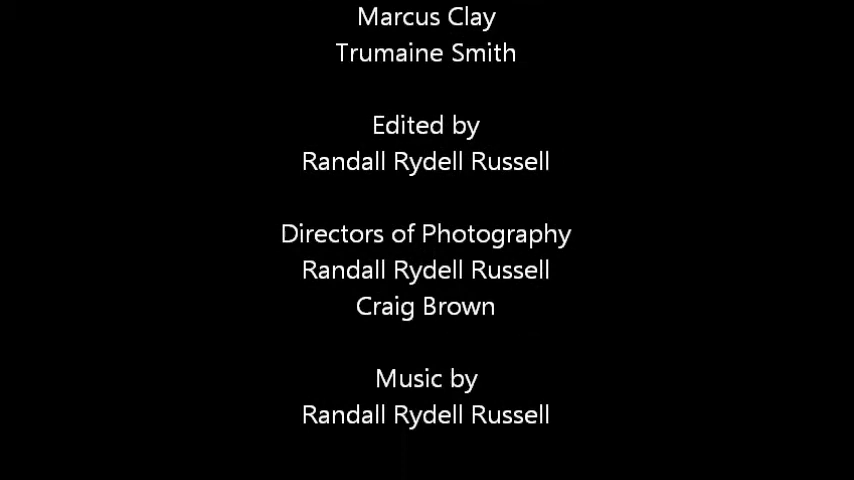 Marcus Clay
Trumaine Smith
Edited by
Randall Rydell Russell
Directors of Photography
Randall Rydell Russell
Craig Brown
Music by
Randall Rydell Russell